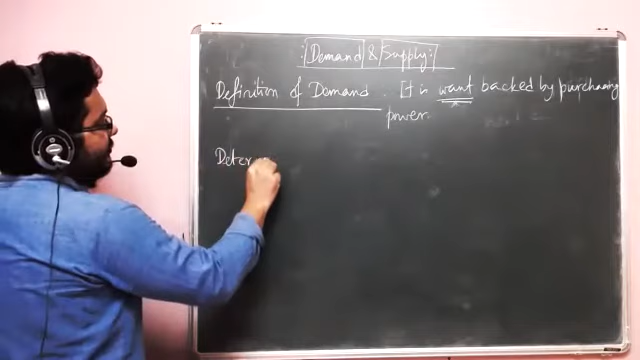 :|Demand| & |Supply:|
Definition of Demand. It is want backed by purchasing
power.
Deter